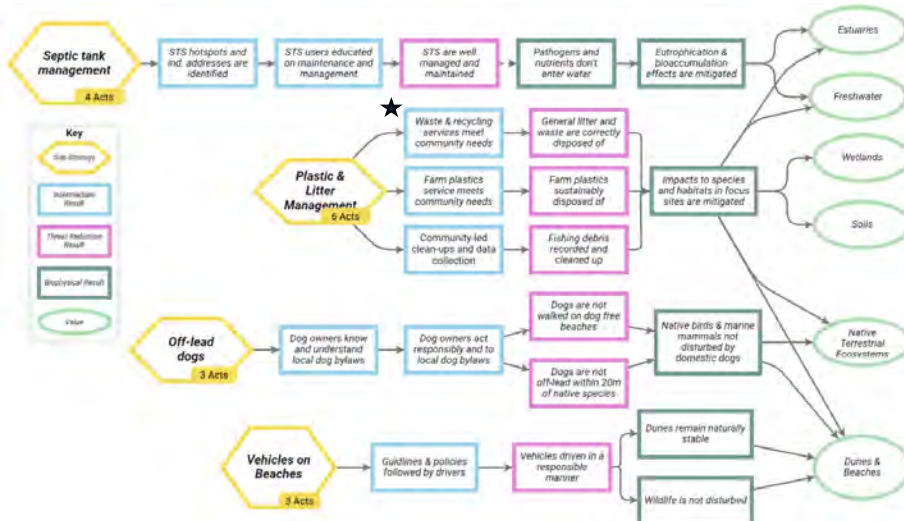 Septic tank
management
4 Acts
STS hotspots and
ind. addresses are
identified
STS users educated
on maintenance and
management
STS are well
managed and
maintained
Pathogens and
nutrients don't
enter water
Eutrophication &
bioaccumulation
effects are mitigated
Estuaries
Freshwater
Wetlands
Soils
Native
Terrestrial
Ecosystems
Dunes &
Beaches
Key
Intermediate
Result
Threat Reduction
Result
Biophysical Result
Value
Plastic &
Litter
Management
6 Acts
Waste & recycling
services meet
community needs
General litter and
waste are correctly
disposed of
Farm plastics
service meets
community needs
Farm plastics
sustainably
disposed of
Community-led
clean-ups and data
collection
Fishing debris
recorded and
cleaned up
Impacts to species
and habitats in focus
sites are mitigated
Off-lead
dogs
3 Acts
Dog owners know
and understand
local dog bylaws
Dog owners act
responsibly and to
local dog bylaws
Dogs are not
walked on dog free
beaches
Dogs are not
off-lead within 20m
of native species
Native birds & marine
mammals not
disturbed by
domestic dogs
Vehicles on
Beaches
3 Acts
Guidlines & policies
followed by drivers
Vehicles driven in a
responsible
manner
Dunes remain naturally
stable
Wildlife is not disturbed